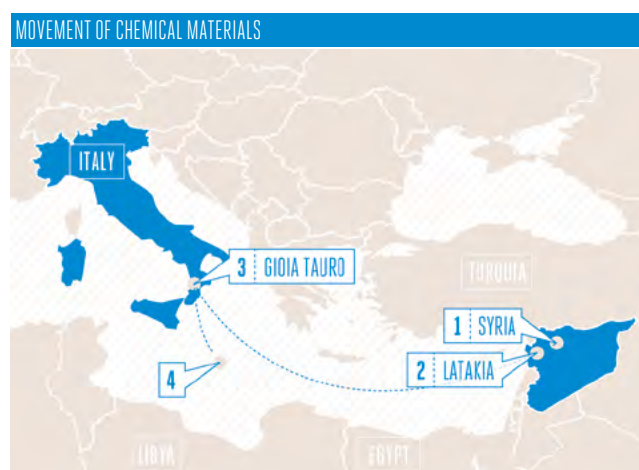 MOVEMENT OF CHEMICAL MATERIALS
ITALY
3 GIOIA TAURO
TURQUIA
1 SYRIA
2 LATAKIA
4
LIBYA
EGYPT